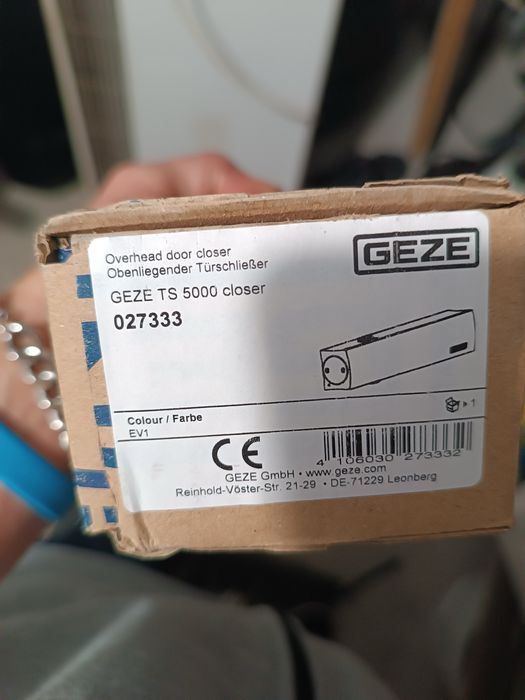 Overhead door closer
Obenliegender Türschließer
GEZE
GEZE TS 5000 closer
027333
Colour / Farbe
EV1
1
CE
4 106030 273332
GEZE GmbH • www.geze.com
Reinhold-Vöster-Str. 21-29 • DE-71229 Leonberg